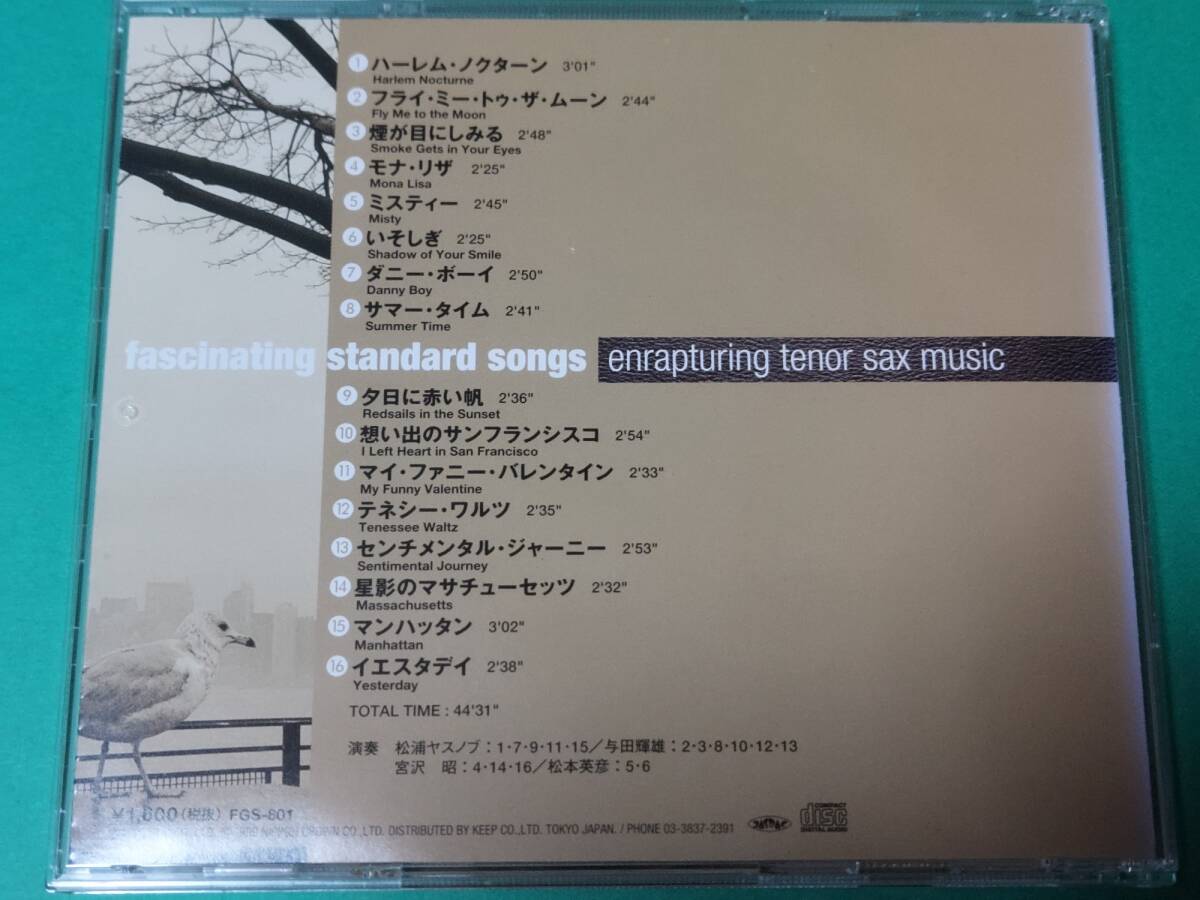 1 ハーレム・ノクターン 3'01"
Harlem Nocturne
2 フライ・ミー・トゥ・ザ・ムーン 2'44"
Fly Me to the Moon
3 煙が目にしみる 2'48"
Smoke Gets in Your Eyes
4 モナ・リザ 2'25"
Mona Lisa
5 ミスティー 2'45"
Misty
6 いそしぎ 2'25"
Shadow of Your Smile
7 ダニー・ボーイ 2'50"
Danny Boy
8 サマー・タイム 2'41"
Summer Time
fascinating standard songs enrapturing tenor sax music
9 夕日に赤い帆 2'36"
Redsails in the Sunset
10 想い出のサンフランシスコ 2'54"
I Left Heart in San Francisco
11 マイ・ファニー・バレンタイン 2'33"
My Funny Valentine
12 テネシー・ワルツ 2'35"
Tenessee Waltz
13 センチメンタル・ジャーニー 2'53"
Sentimental Journey
14 星影のマサチューセッツ 2'32"
Massachusetts
15 マンハッタン 3'02"
Manhattan
16 イエスタデイ 2'38"
Yesterday
TOTAL TIME : 44'31"
演奏 松浦ヤスノブ：1・7・9・11・15／与田輝雄：2・3・8・10・12・13
宮沢 昭：4・14・16／松本英彦：5・6
(税抜) FGS-801
CROWN CO.,LTD. DISTRIBUTED BY KEEP CO.,LTD. TOKYO JAPAN. / PHONE 03-3837-2391
JASRAC
COMPACT
disc
DIGITAL AUDIO